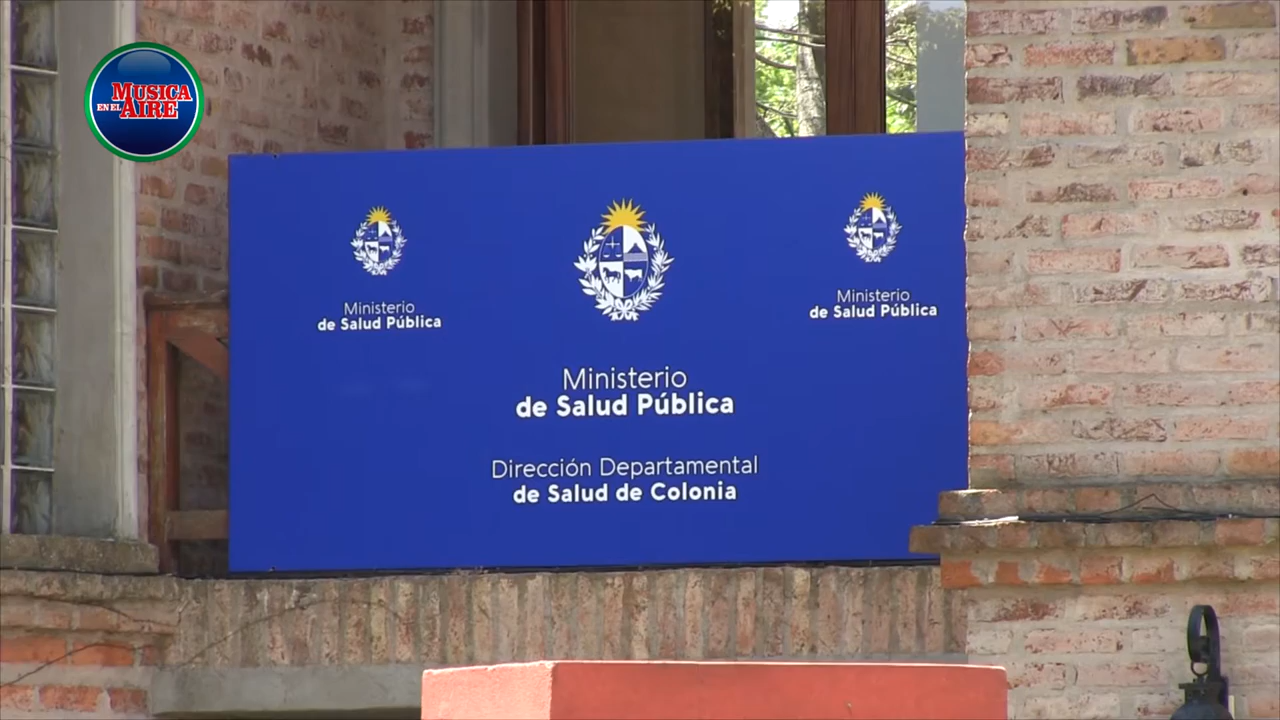 MUSICA
EN EL AIRE
Ministerio
de Salud Pública
Ministerio
de Salud Pública
Ministerio
de Salud Pública
Dirección Departamental
de Salud de Colonia